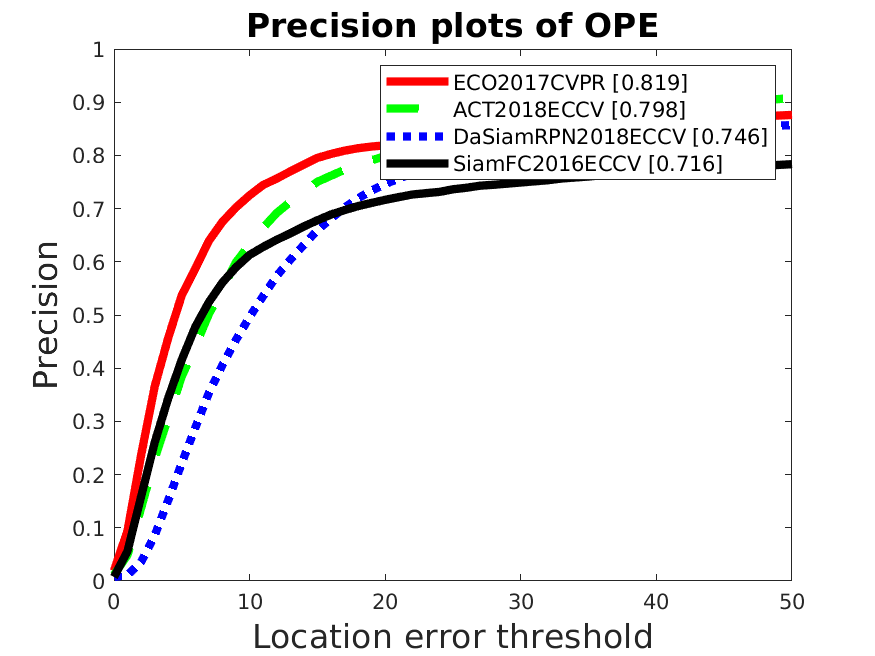 Precision plots of OPE
1
0.9
0.8
0.7
0.6
0.5
0.4
0.3
0.2
0.1
0
Precision
ECO2017CVPR [0.819]
ACT2018ECCV [0.798]
DaSiamRPN2018ECCV [0.746]
SiamFC2016ECCV [0.716]
0 10 20 30 40 50
Location error threshold